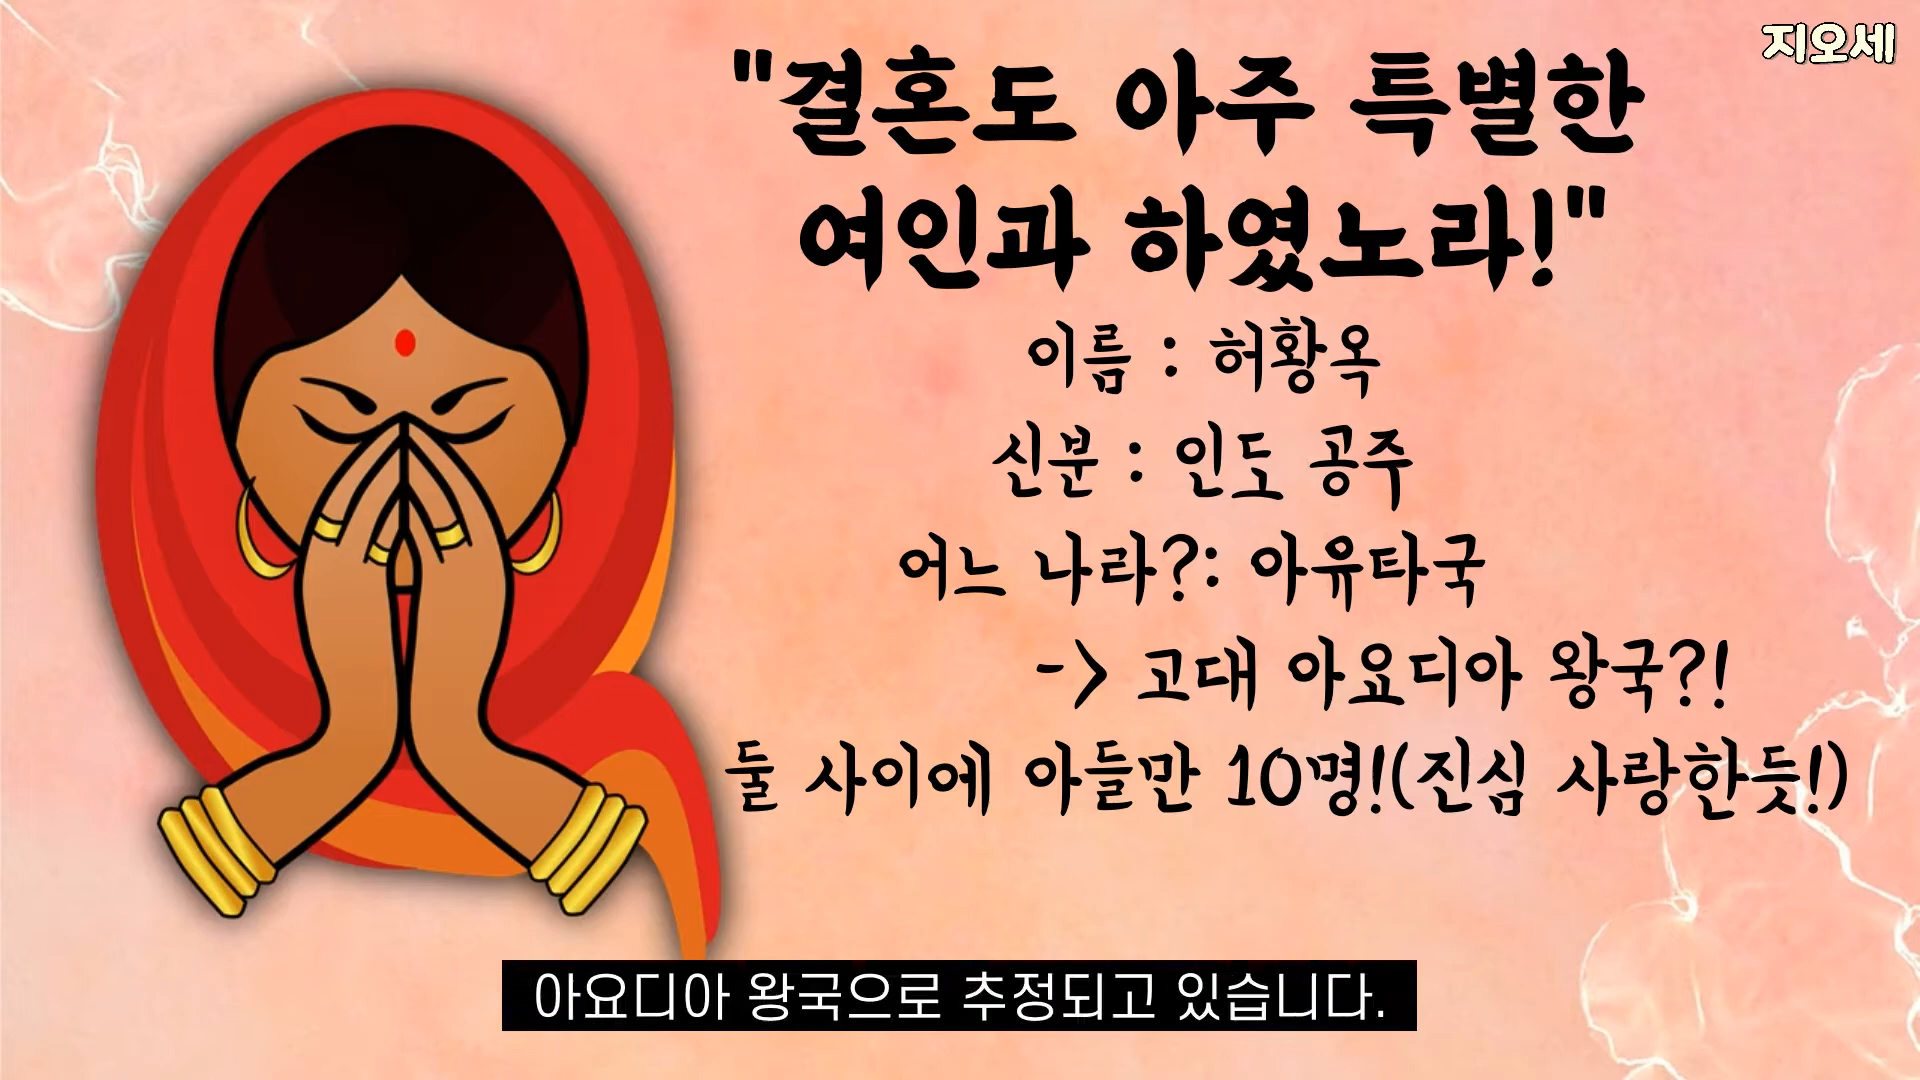 지오세
"결혼도 아주 특별한
여인과 하였노라!"
이름 : 허황옥
신분 : 인도 공주
어느 나라?: 아유타국
-> 고대 아요디아 왕국?!
둘 사이에 아들만 10명!(진심 사랑한듯!)
아요디아 왕국으로 추정되고 있습니다.